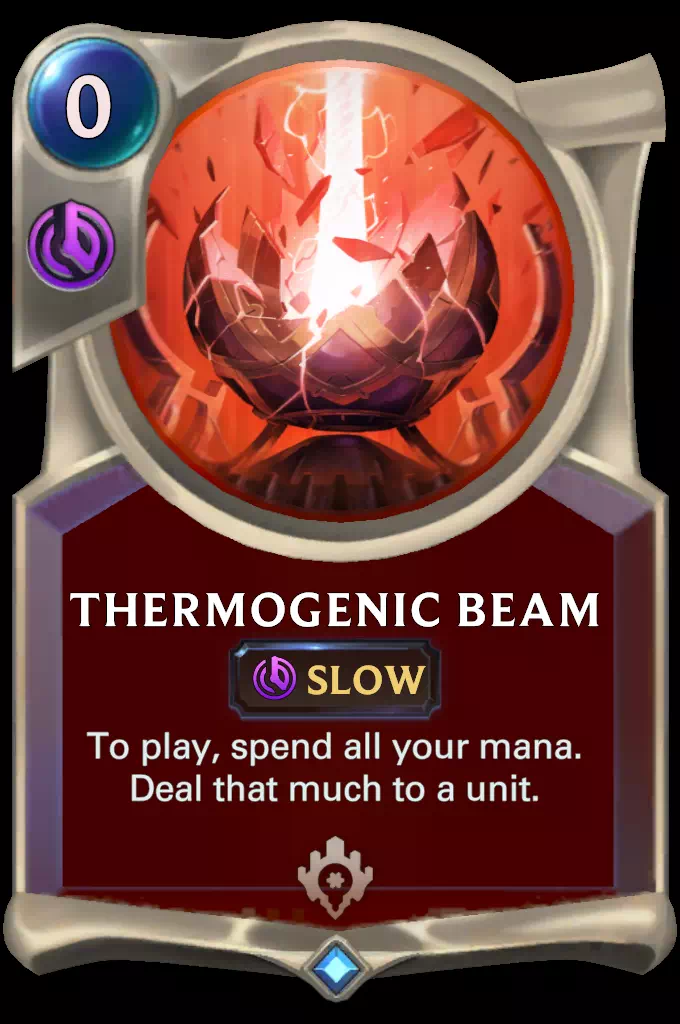 0
THERMOGENIC BEAM
SLOW
To play, spend all your mana.
Deal that much to a unit.